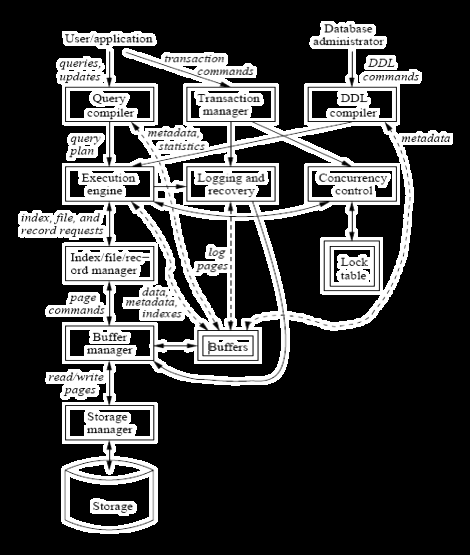 User/application
Database
administrator
queries,
updates
transaction
commands
DDL
commands
Query
compiler
Transaction
manager
DDL
compiler
query
plan
metadata,
statistics
metadata
Execution
engine
Logging and
recovery
Concurrency
control
index, file, and
record requests
Index/file/rec-
ord manager
log
pages
Lock
table
page
commands
data,
metadata,
indexes
Buffer
manager
Buffers
read/write
pages
Storage
manager
Storage